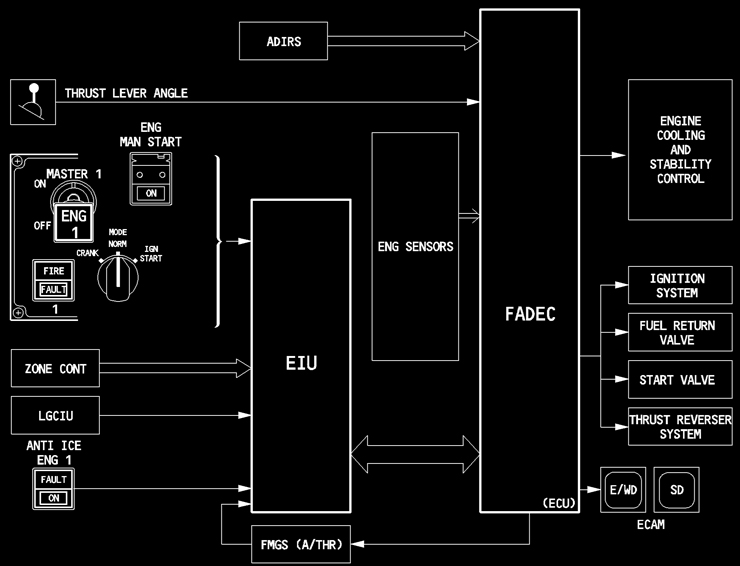 ADIRS
THRUST LEVER ANGLE
ENG
MAN START
ON
MASTER 1
ON
OFF
ENG
1
MODE
NORM
CRANK
IGN
START
FIRE
FAULT
1
ENG SENSORS
FADEC
(ECU)
EIU
ENGINE
COOLING
AND
STABILITY
CONTROL
IGNITION
SYSTEM
FUEL RETURN
VALVE
START VALVE
THRUST REVERSER
SYSTEM
E/WD
SD
ECAM
ZONE CONT
LGCIU
ANTI ICE
ENG 1
FAULT
ON
FMGS (A/THR)